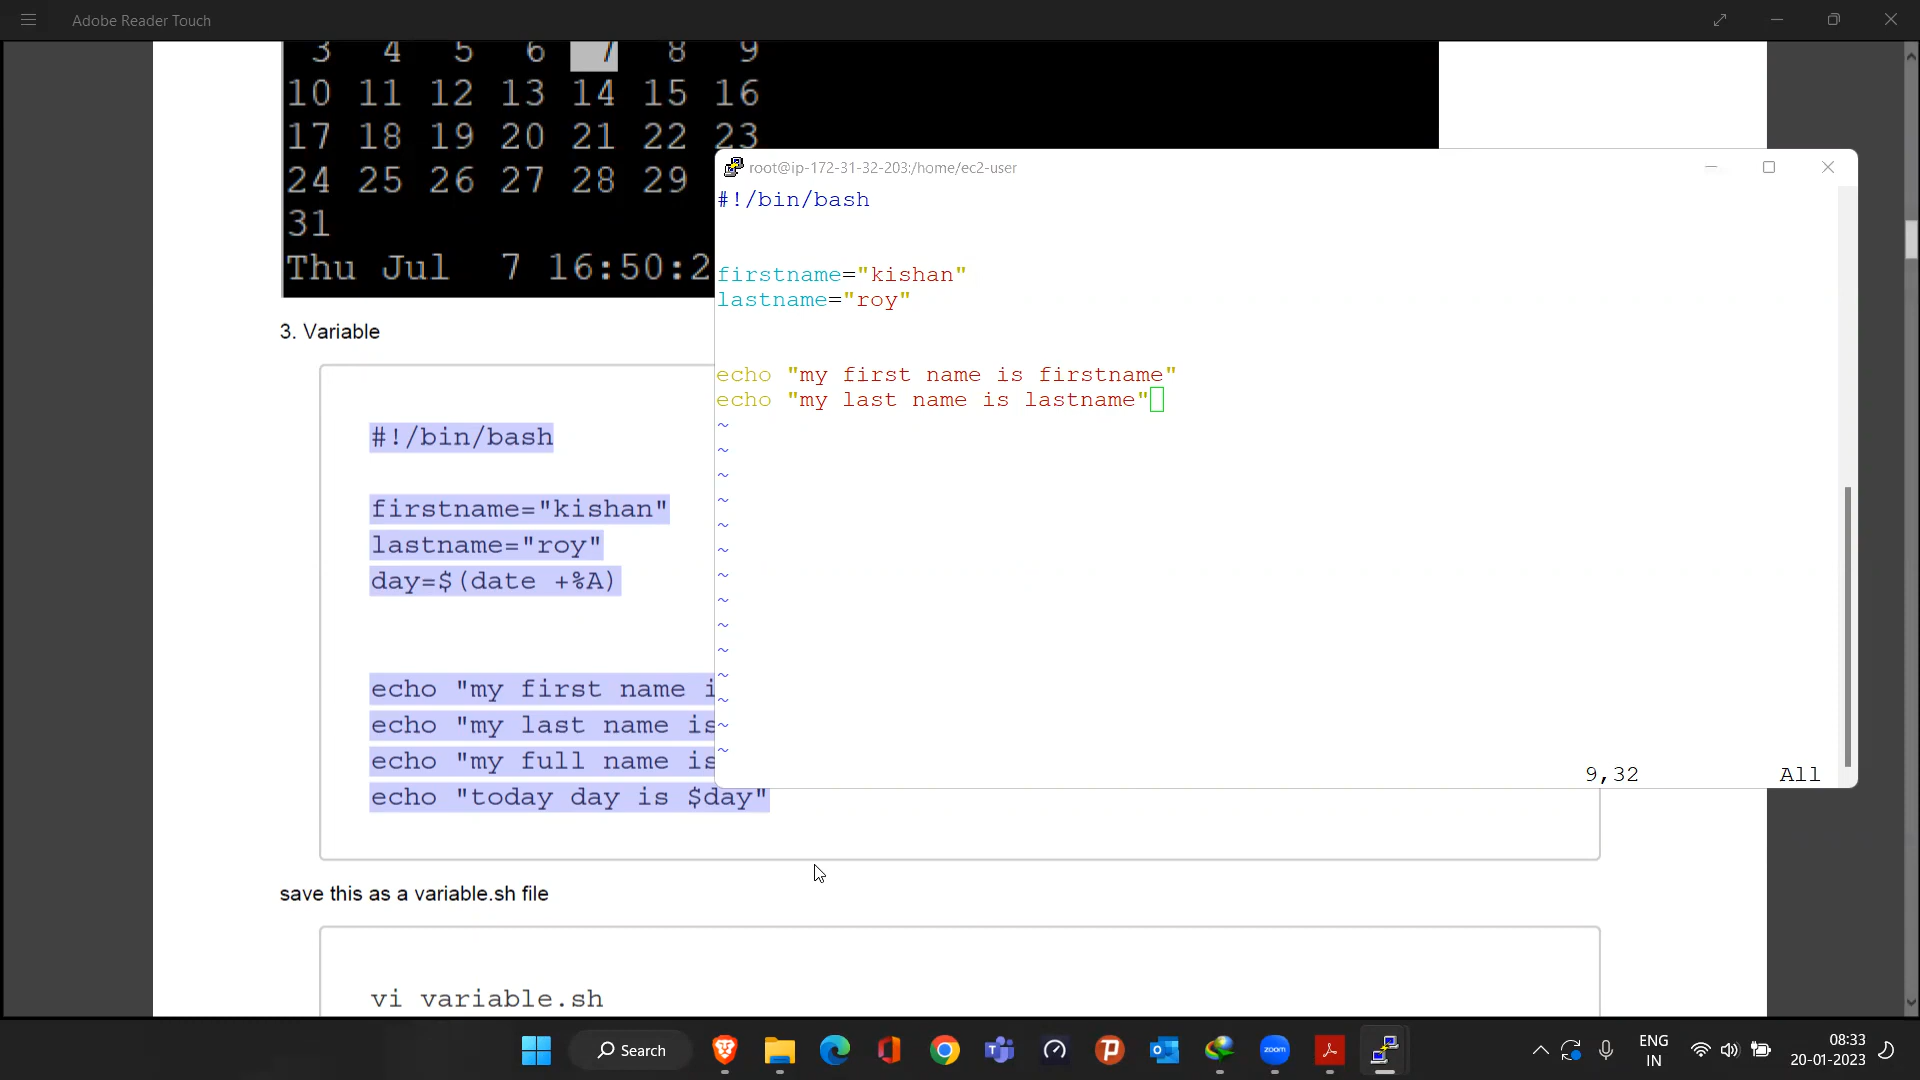 Adobe Reader Touch
3 4 5 6 7 8 9
10 11 12 13 14 15 16
17 18 19 20 21 22 23
24 25 26 27 28 29
31
Thu Jul 7 16:50:2
3. Variable
#!/bin/bash
firstname="kishan"
lastname="roy"
day=$(date +%A)
echo "my first name i
echo "my last name is
echo "my full name is
echo "today day is $day"
save this as a variable.sh file
vi variable.sh
root@ip-172-31-32-203:/home/ec2-user
#!/bin/bash
firstname="kishan"
lastname="roy"
echo "my first name is firstname"
echo "my last name is lastname"
~
~
~
~
~
~
~
~
~
~
~
~
~
~
9,32 All
Search
zoom
ENG
IN
08:33
20-01-2023